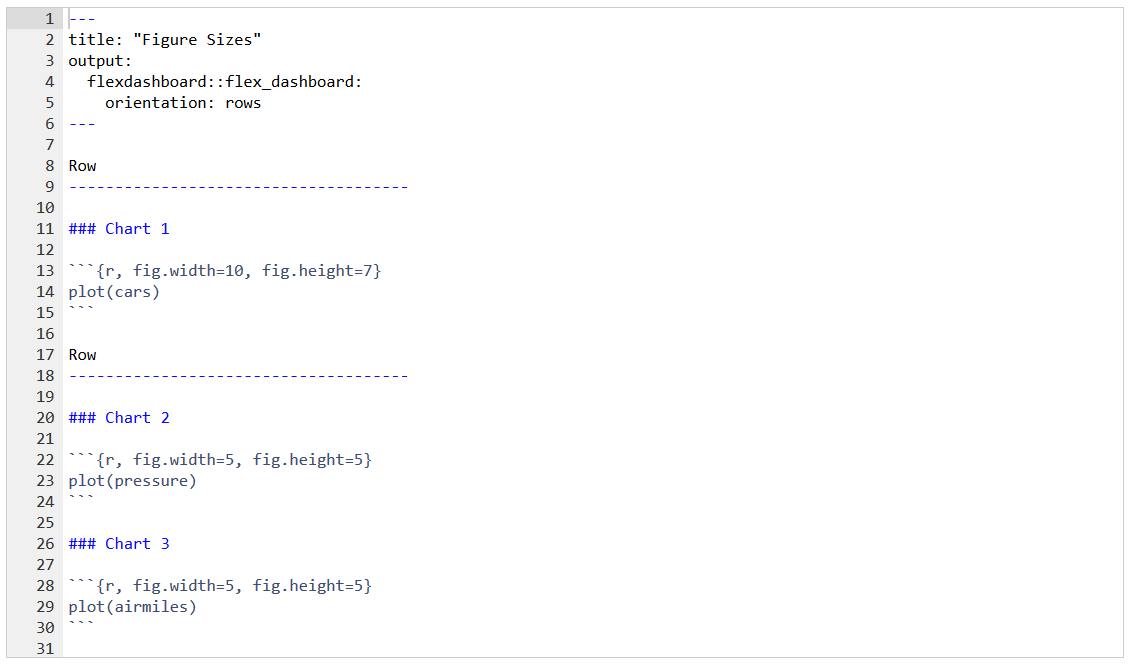 1 ---
2 title: "Figure Sizes"
3 output:
4   flexdashboard::flex_dashboard:
5     orientation: rows
6 ---
7
8 Row
9 -------------------------------------
10
11 ### Chart 1
12
13 ```{r, fig.width=10, fig.height=7}
14 plot(cars)
15 ```
16
17 Row
18 -------------------------------------
19
20 ### Chart 2
21
22 ```{r, fig.width=5, fig.height=5}
23 plot(pressure)
24 ```
25
26 ### Chart 3
27
28 ```{r, fig.width=5, fig.height=5}
29 plot(airmiles)
30 ```
31